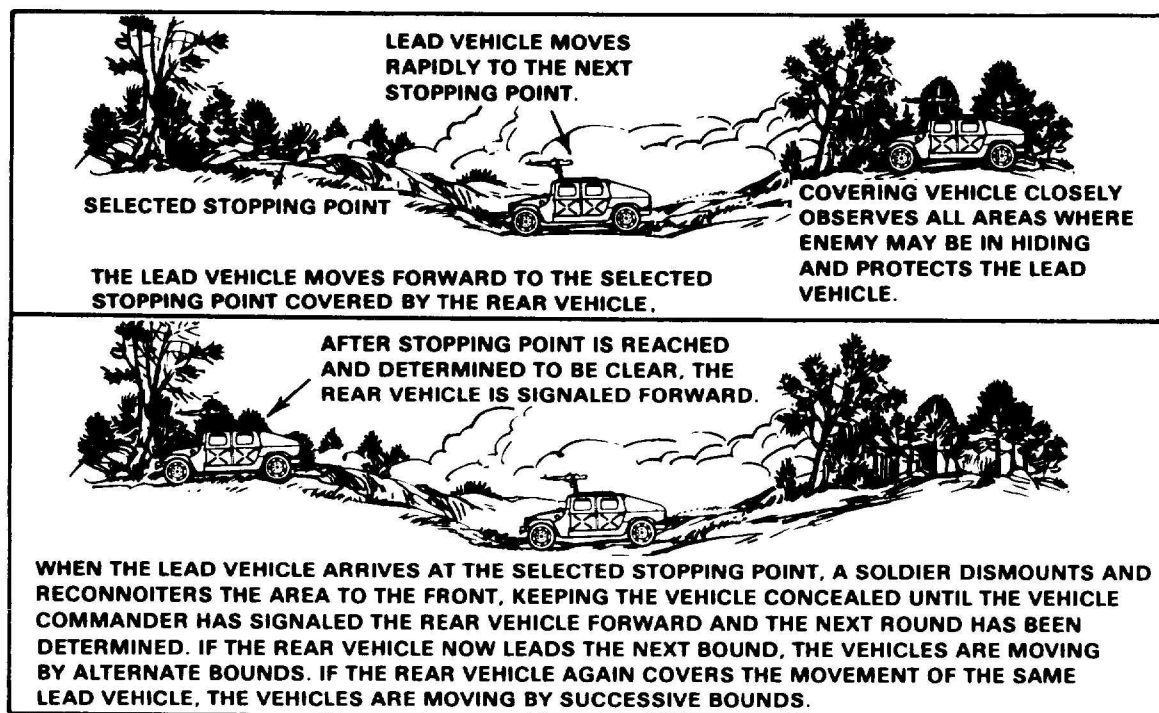 LEAD VEHICLE MOVES
RAPIDLY TO THE NEXT
STOPPING POINT.
SELECTED STOPPING POINT
COVERING VEHICLE CLOSELY
OBSERVES ALL AREAS WHERE
ENEMY MAY BE IN HIDING
AND PROTECTS THE LEAD
VEHICLE.
THE LEAD VEHICLE MOVES FORWARD TO THE SELECTED
STOPPING POINT COVERED BY THE REAR VEHICLE.
AFTER STOPPING POINT IS REACHED
AND DETERMINED TO BE CLEAR, THE
REAR VEHICLE IS SIGNALED FORWARD.
WHEN THE LEAD VEHICLE ARRIVES AT THE SELECTED STOPPING POINT, A SOLDIER DISMOUNTS AND
RECONNOITERS THE AREA TO THE FRONT, KEEPING THE VEHICLE CONCEALED UNTIL THE VEHICLE
COMMANDER HAS SIGNALED THE REAR VEHICLE FORWARD AND THE NEXT ROUND HAS BEEN
DETERMINED. IF THE REAR VEHICLE NOW LEADS THE NEXT BOUND, THE VEHICLES ARE MOVING
BY ALTERNATE BOUNDS. IF THE REAR VEHICLE AGAIN COVERS THE MOVEMENT OF THE SAME
LEAD VEHICLE, THE VEHICLES ARE MOVING BY SUCCESSIVE BOUNDS.